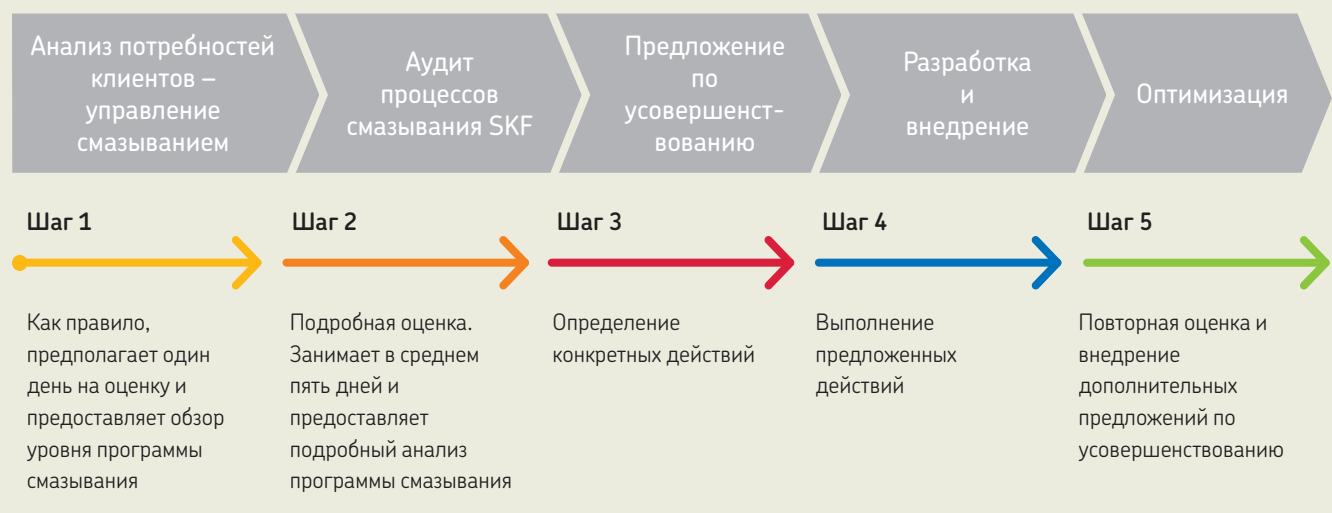 Анализ потребностей
клиентов –
управление
смазыванием
Аудит
процессов
смазывания SKF
Предложение
по
усовершенст-
вованию
Разработка
и
внедрение
Оптимизация
Шаг 1
Как правило,
предполагает один
день на оценку и
предоставляет обзор
уровня программы
смазывания
Шаг 2
Подробная оценка.
Занимает в среднем
пять дней и
предоставляет
подробный анализ
программы смазывания
Шаг 3
Определение
конкретных действий
Шаг 4
Выполнение
предложенных
действий
Шаг 5
Повторная оценка и
внедрение
дополнительных
предложений по
усовершенствованию